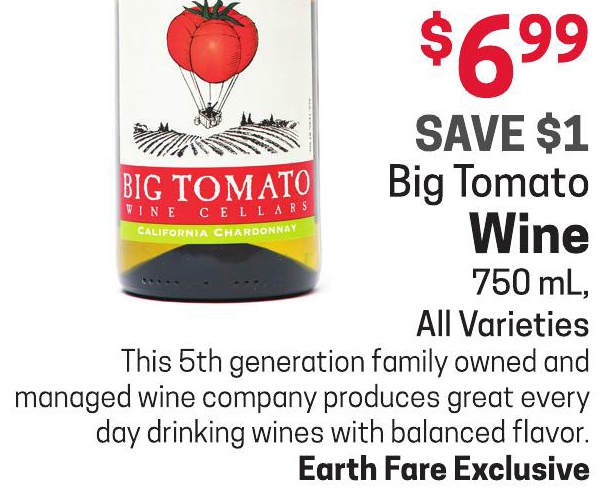 $6.99
SAVE $1
Big Tomato
Wine
750 mL,
All Varieties
This 5th generation family owned and
managed wine company produces great every
day drinking wines with balanced flavor.
Earth Fare Exclusive
BIG TOMATO
WINE CELLARS
CALIFORNIA CHARDONNAY